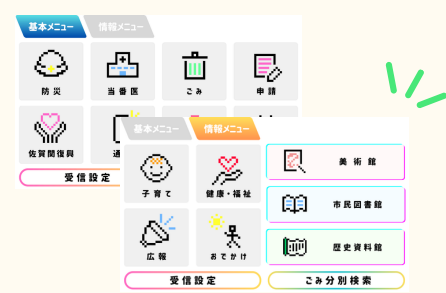 基本メニュー 情報メニュー
防災 当番医 ごみ 申請
佐賀関復興 通
受信設定
基本メニュー 情報メニュー
子育て 健康・福祉
美術館
市民図書館
広報 おでかけ
歴史資料館
受信設定 ごみ分別検索